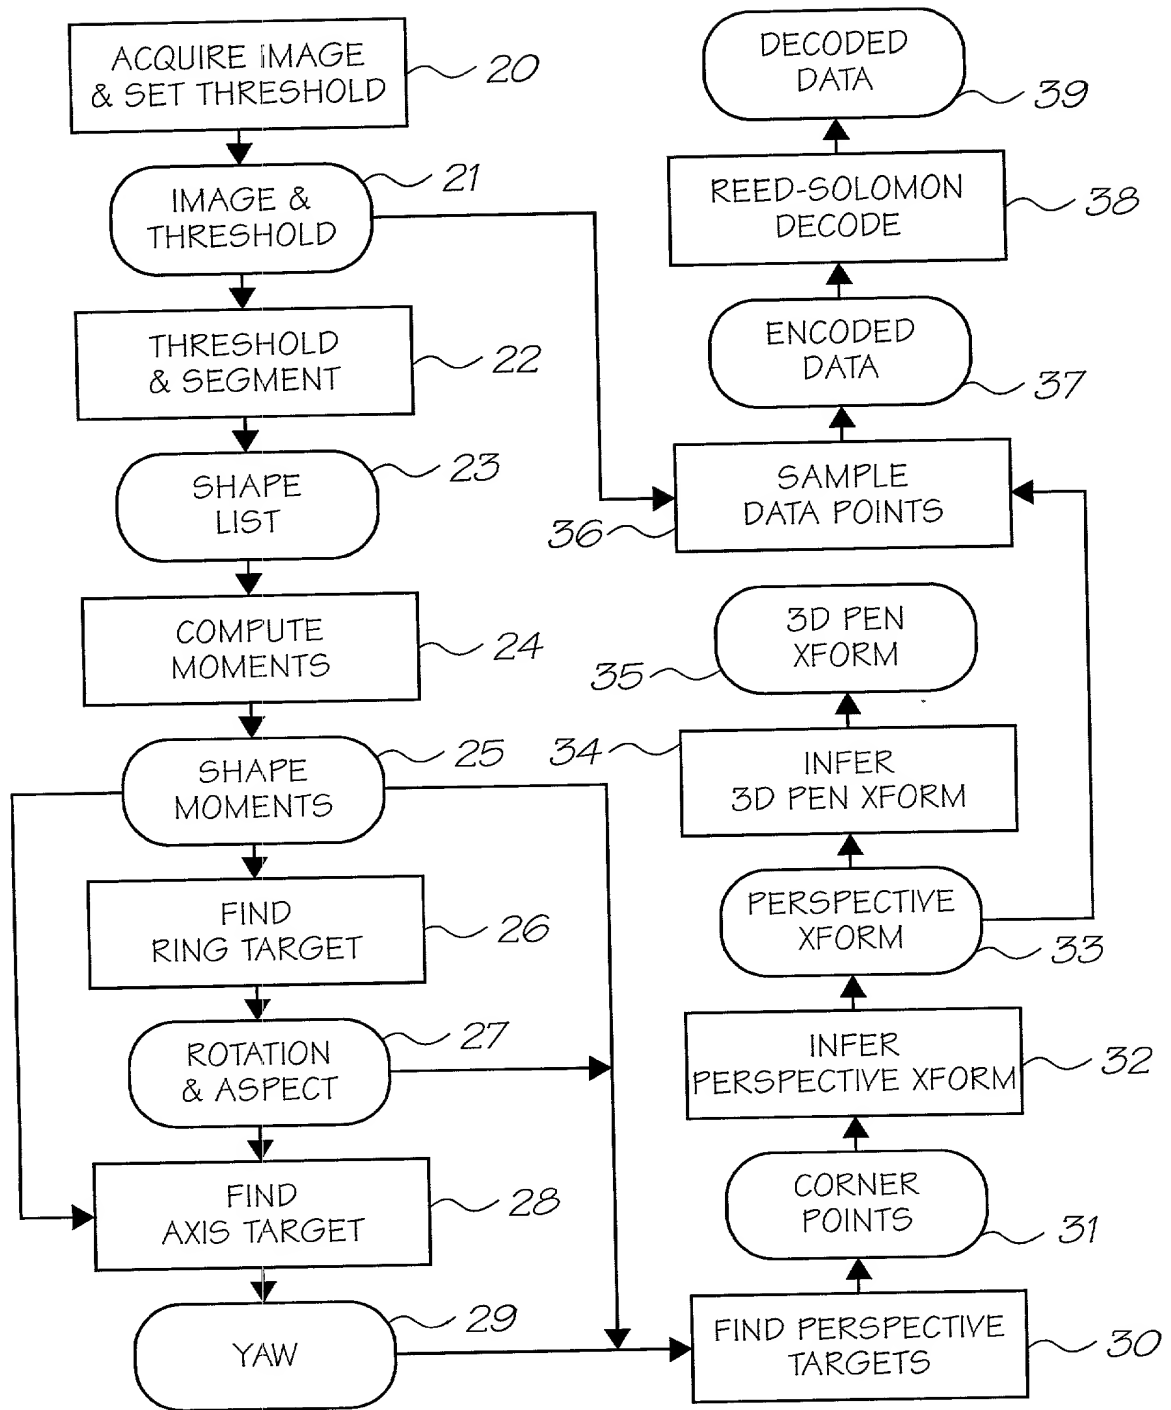 ACQUIRE IMAGE
& SET THRESHOLD
20
IMAGE &
THRESHOLD
21
THRESHOLD
& SEGMENT
22
SHAPE
LIST
23
COMPUTE
MOMENTS
24
SHAPE
MOMENTS
25
FIND
RING TARGET
26
ROTATION
& ASPECT
27
FIND
AXIS TARGET
28
YAW
29
FIND PERSPECTIVE
TARGETS
30
CORNER
POINTS
31
INFER
PERSPECTIVE XFORM
32
PERSPECTIVE
XFORM
33
INFER
3D PEN XFORM
34
3D PEN
XFORM
35
SAMPLE
DATA POINTS
36
ENCODED
DATA
37
REED-SOLOMON
DECODE
38
DECODED
DATA
39